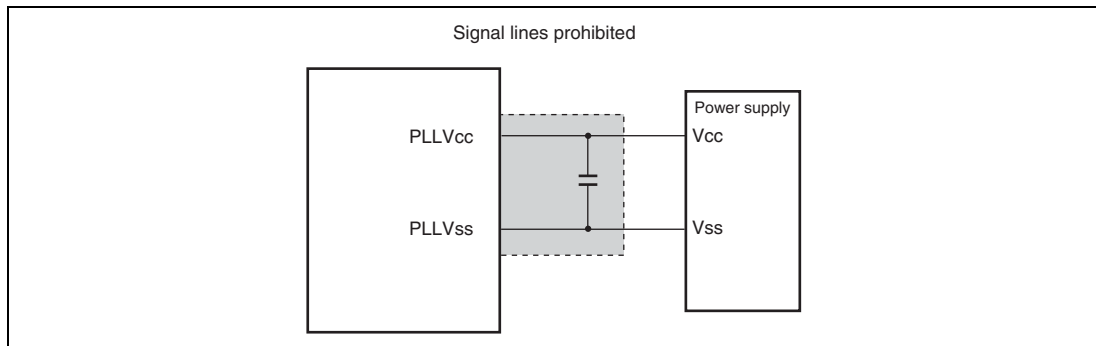 Signal lines prohibited
Power supply
PLLVcc
Vcc
PLLVss
Vss